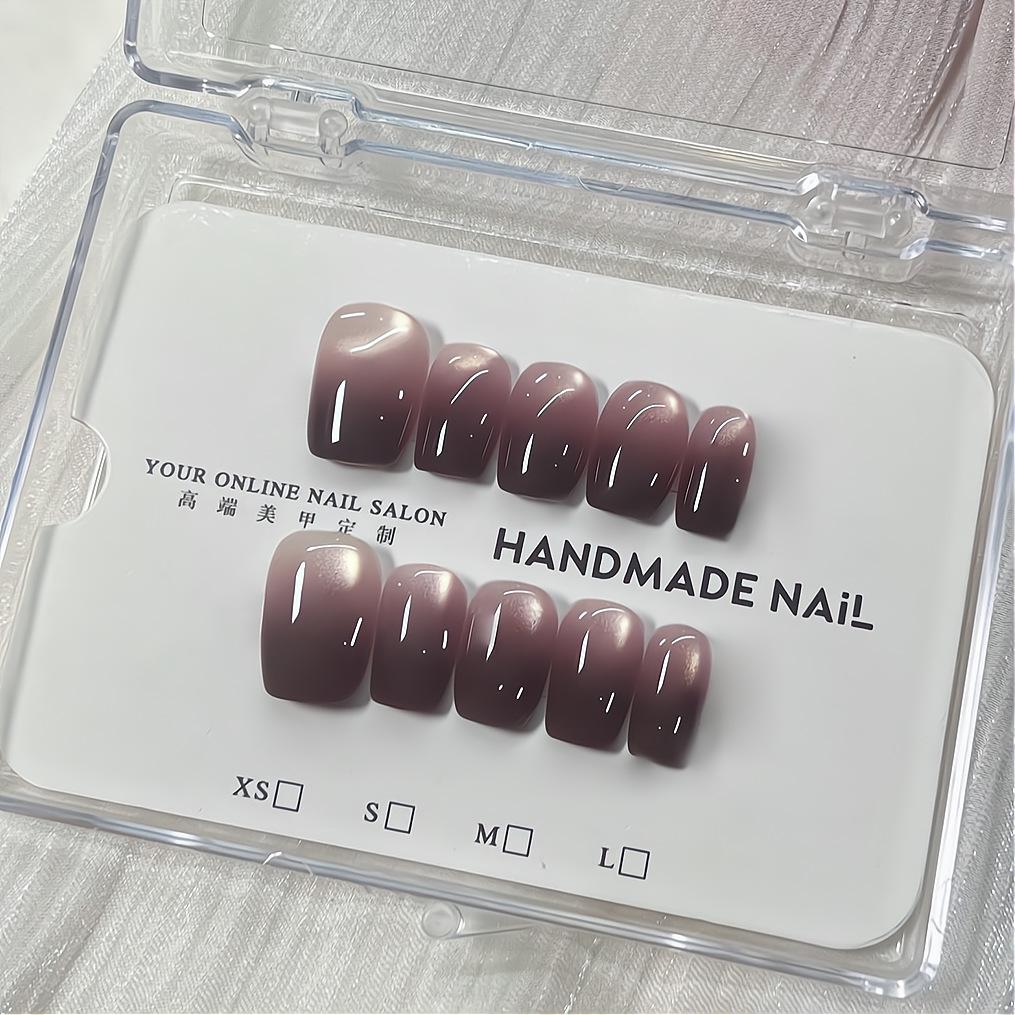 YOUR ONLINE NAIL SALON
高端美甲定制
HANDMADE NAiL
XS□ S□ M□ L□